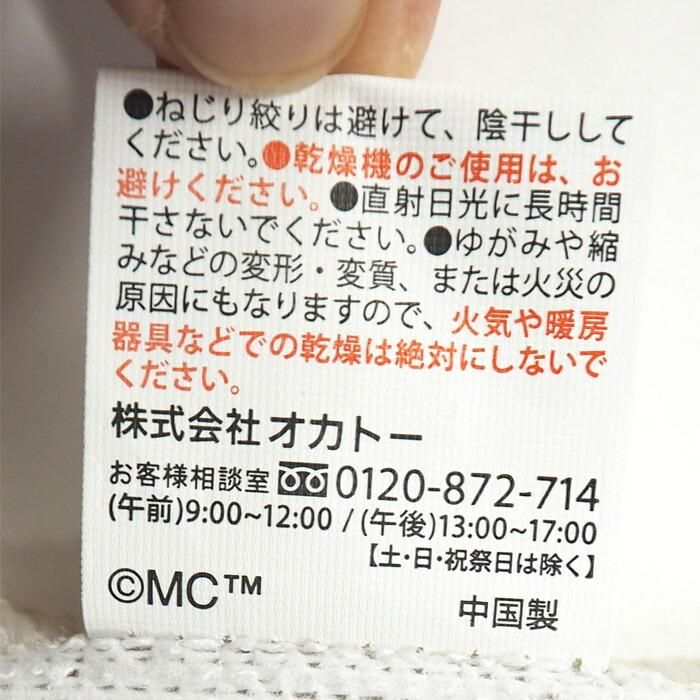 ●ねじり絞りは避けて、陰干しして
ください。●乾燥機のご使用は、お
避けください。●直射日光に長時間
干さないでください。●ゆがみや縮
みなどの変形・変質、または火災の
原因にもなりますので、火気や暖房
器具などでの乾燥は絶対にしないで
ください。
株式会社オカトー
お客様相談室 0120-872-714
(午前)9:00~12:00 / (午後)13:00~17:00
【土・日・祝祭日は除く】
©MC™ 中国製